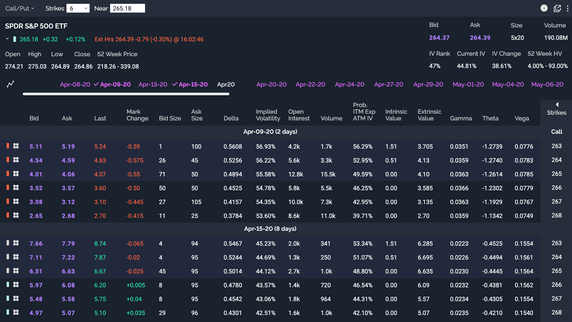 Call/Put Strikes 6 Near 265.18
SPDR S&P 500 ETF
265.18 +0.32 +0.12% Ext Hrs 264.39 -0.79 (-0.30%) @ 16:02:46
Bid Ask Size Volume
264.37 264.39 5x20 190.08M
Open High Low Close 52 Week Price
274.21 275.03 264.89 264.86 218.26 - 339.08
IV Rank Current IV IV Change 52 Week HV
47% 44.81% 38.61% 4.00% - 93.00%
Apr-08-20 Apr-09-20 Apr-13-20 Apr-15-20 Apr20 Apr-20-20 Apr-22-20 Apr-24-20 Apr-27-20 Apr-29-20 May-01-20 May-04-20 May-06-20
Bid Ask Last Mark Change Bid Size Ask Size Delta Implied Volatility Open Interest Volume Prob. ITM Exp ATM IV Intrinsic Value Extrinsic Value Gamma Theta Vega Strikes
Apr-09-20 (2 days) Call
5.11 5.19 5.24 -0.59 1 100 0.5608 56.93% 4.2k 1.7k 56.29% 1.51 3.705 0.0351 -1.2739 0.0776 263
4.54 4.59 4.63 -0.575 26 45 0.5256 56.22% 5.6k 3.3k 52.95% 0.51 4.13 0.0359 -1.2740 0.0783 264
4.01 4.06 4.07 -0.55 71 50 0.4894 55.58% 12.8k 15.5k 49.59% 0.00 4.10 0.0363 -1.2614 0.0785 265
3.52 3.57 3.60 -0.50 50 50 0.4525 54.78% 5.8k 5.5k 46.25% 0.00 3.585 0.0366 -1.2302 0.0779 266
3.08 3.12 3.10 -0.445 27 105 0.4157 54.35% 10.0k 7.3k 42.95% 0.00 3.135 0.0363 -1.1929 0.0767 267
2.65 2.68 2.70 -0.415 11 25 0.3784 53.60% 8.6k 11.0k 39.71% 0.00 2.70 0.0359 -1.1342 0.0749 268
Apr-15-20 (8 days)
7.66 7.79 8.74 -0.065 4 94 0.5467 45.23% 2.0k 341 53.34% 1.51 6.285 0.0223 -0.4525 0.1554 263
7.11 7.22 7.87 -0.02 4 95 0.5244 44.69% 1.3k 250 51.07% 0.51 6.695 0.0226 -0.4494 0.1561 264
6.51 6.63 6.67 -0.025 45 95 0.5014 44.12% 2.7k 1.0k 48.80% 0.00 6.635 0.0230 -0.4445 0.1564 265
5.97 6.08 6.20 +0.005 8 95 0.4780 43.57% 1.4k 720 46.54% 0.00 6.09 0.0232 -0.4381 0.1562 266
5.48 5.58 5.75 +0.04 8 95 0.4542 43.06% 1.8k 964 44.31% 0.00 5.57 0.0234 -0.4305 0.1557 267
4.97 5.07 5.10 +0.035 29 96 0.4301 42.51% 1.6k 1.0k 42.10% 0.00 5.07 0.0236 -0.4210 0.1547 268